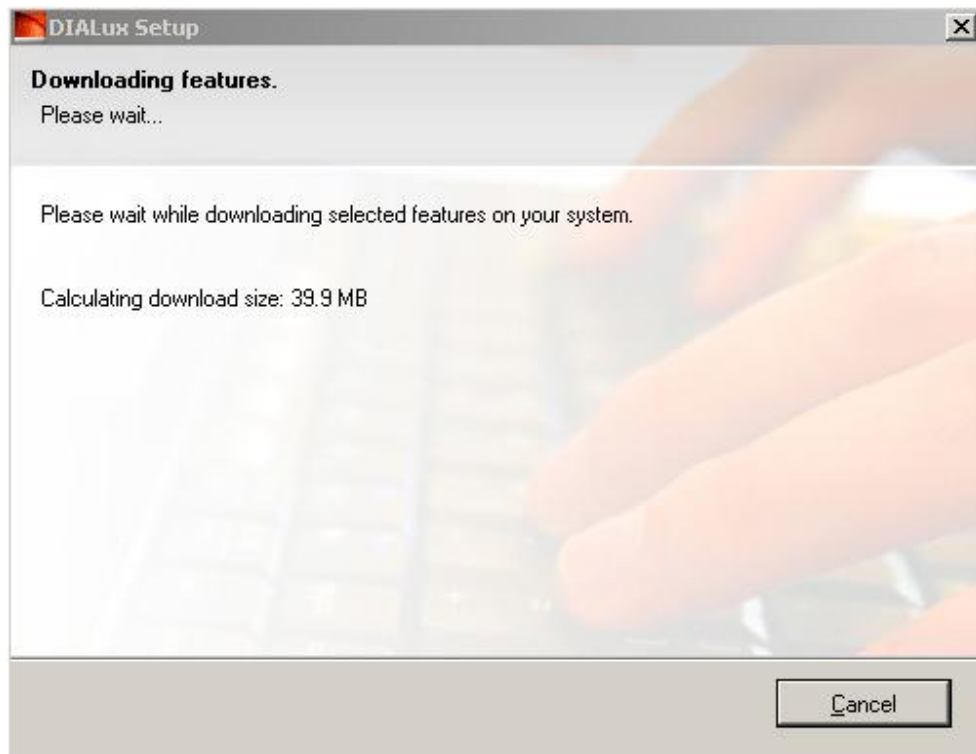 DIALux Setup
Downloading features.
Please wait...
Please wait while downloading selected features on your system.
Calculating download size: 39.9 MB
Cancel